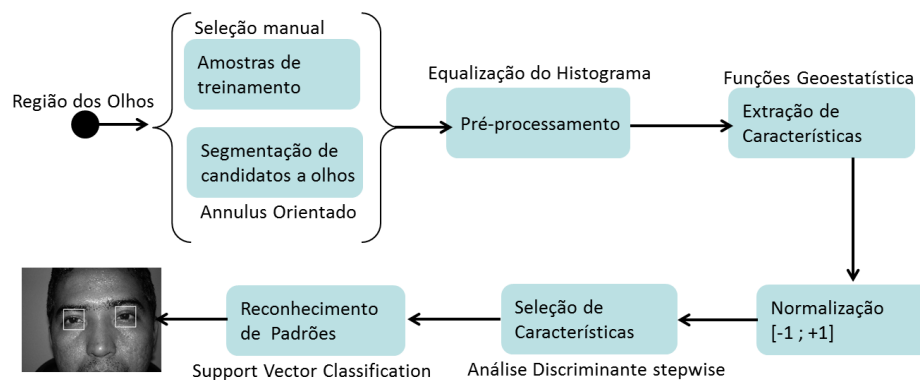 Seleção manual
Amostras de
treinamento
Região dos Olhos
Segmentação de
candidatos a olhos
Annulus Orientado
Equalização do Histograma
Pré-processamento
Funções Geoestatística
Extração de
Características
Normalização
[-1 ; +1]
Seleção de
Características
Análise Discriminante stepwise
Reconhecimento
de Padrões
Support Vector Classification